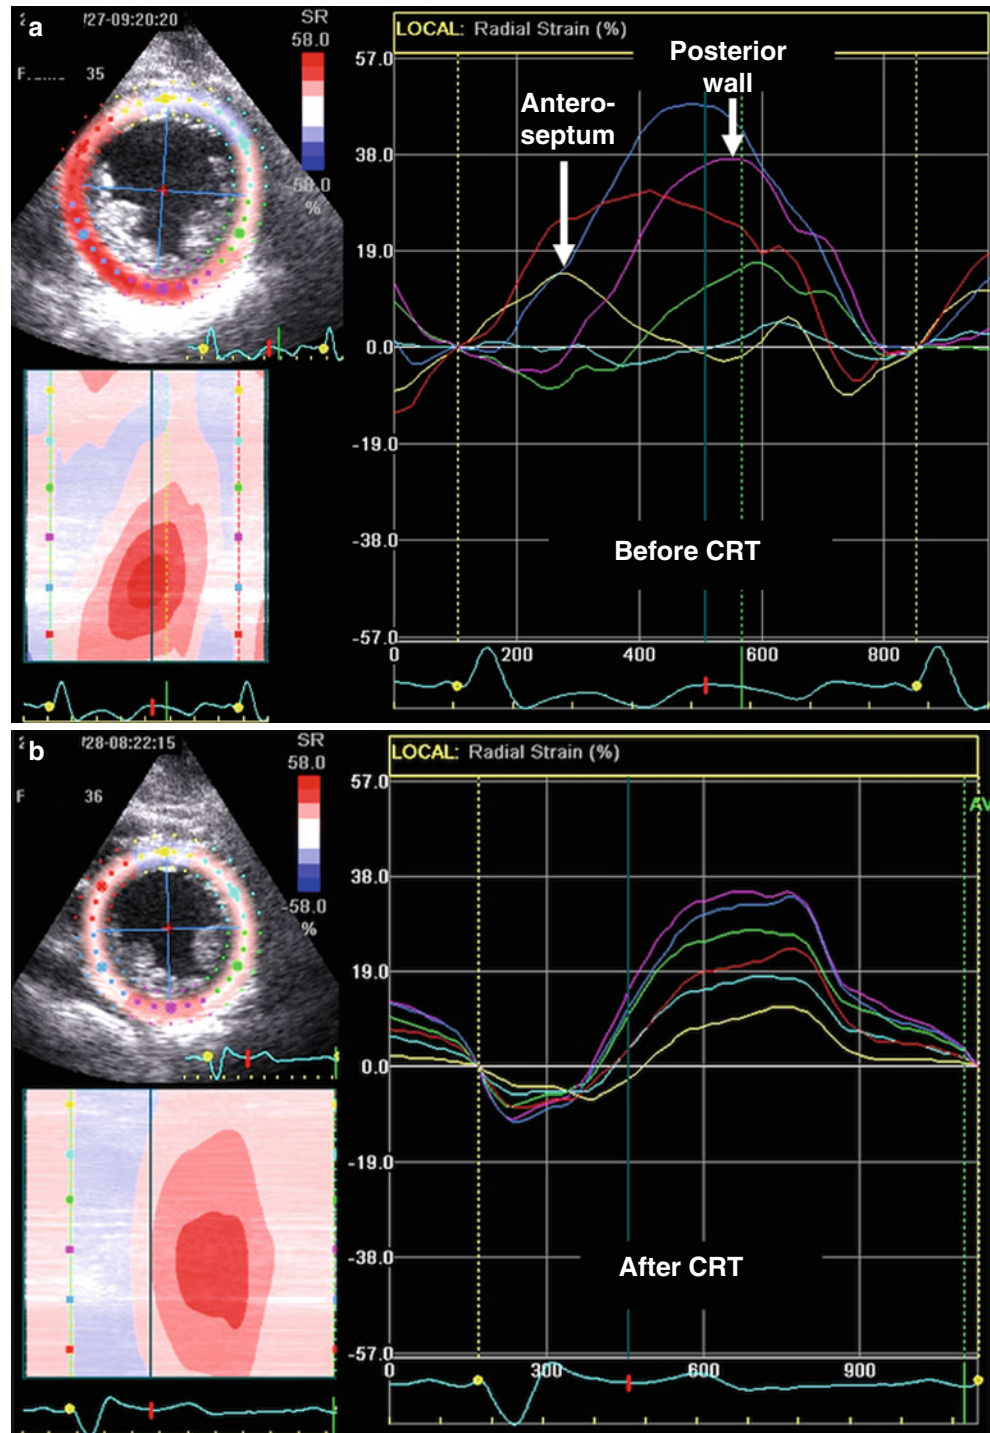 a
27-09:20:20
SR
58.0
35
-58.0
%
LOCAL: Radial Strain (%)
57.0
38.0
19.0
0.0
-19.0
-38.0
-57.0
Antero-
septum
Posterior
wall
Before CRT
0 200 400 600 800
b
28-08:22:15
SR
58.0
36
-58.0
%
LOCAL: Radial Strain (%)
57.0
38.0
19.0
0.0
-19.0
-38.0
-57.0
After CRT
0 300 600 900